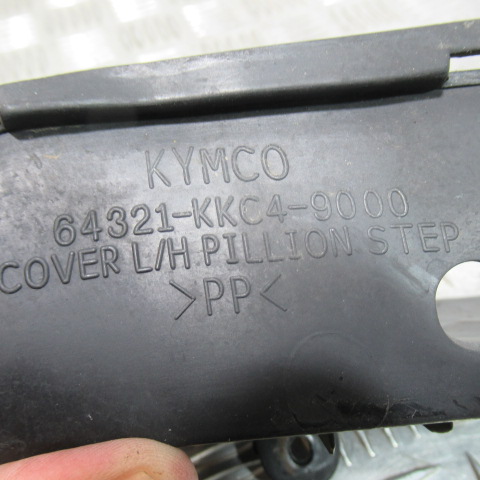 KYMCO
64321-KKC4-9000
COVER L/H PILLION STEP
>PP<